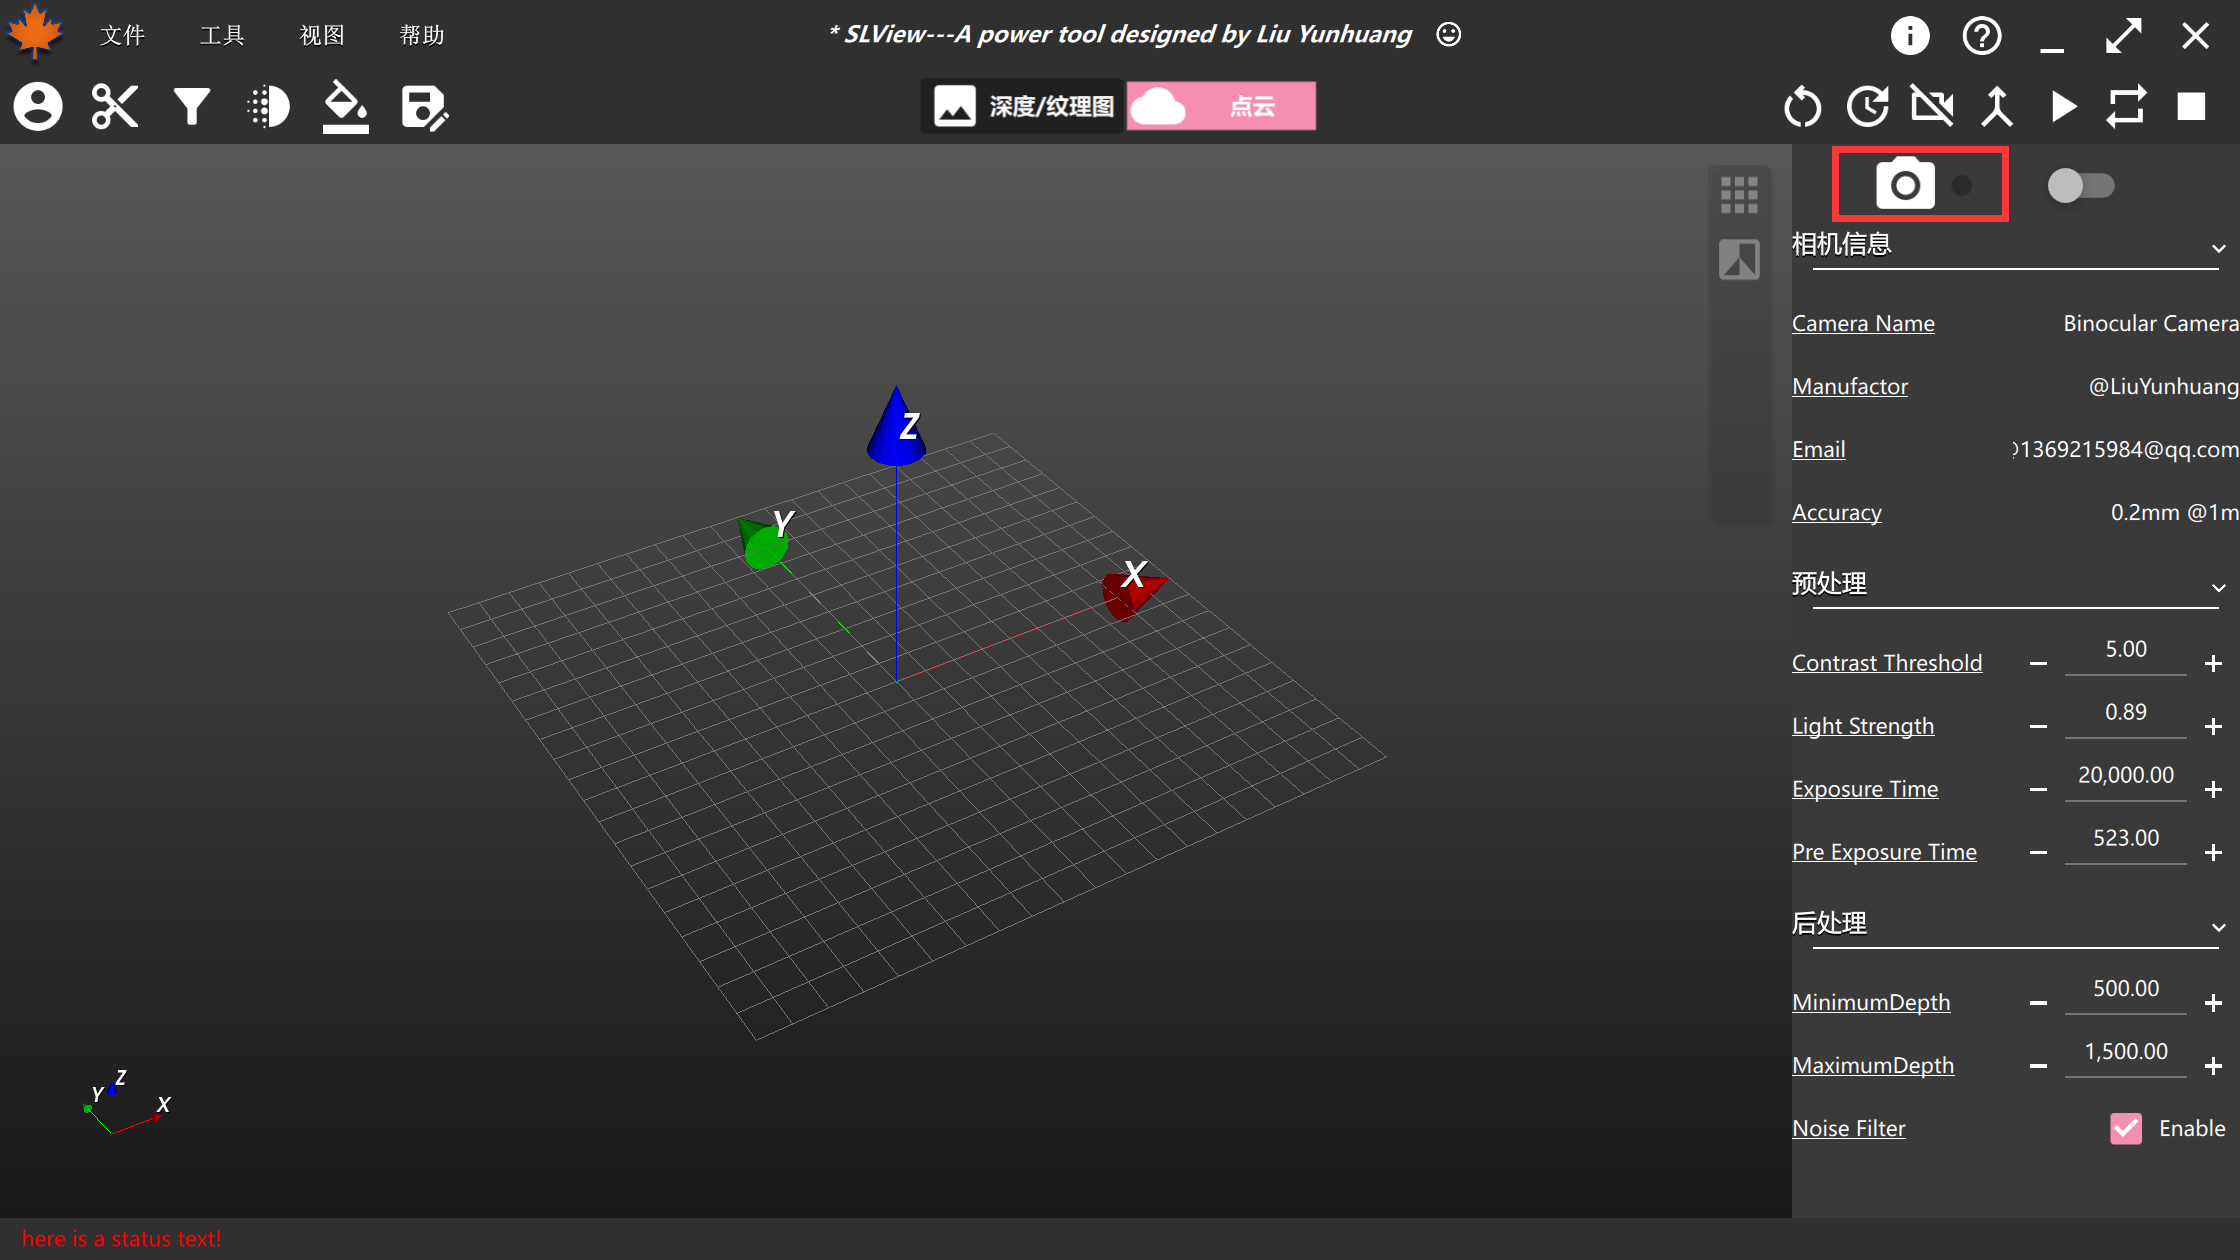 文件 工具 视图 帮助 * SLView---A power tool designed by Liu Yunhuang
深度/纹理图 点云
相机信息
Camera Name Binocular Camera
Manufactor @LiuYunhuang
Email 1369215984@qq.com
Accuracy 0.2mm @1m
预处理
Contrast Threshold 5.00
Light Strength 0.89
Exposure Time 20,000.00
Pre Exposure Time 523.00
后处理
MinimumDepth 500.00
MaximumDepth 1,500.00
Noise Filter Enable
Z
Y
X
Z
Y
X
here is a status text!